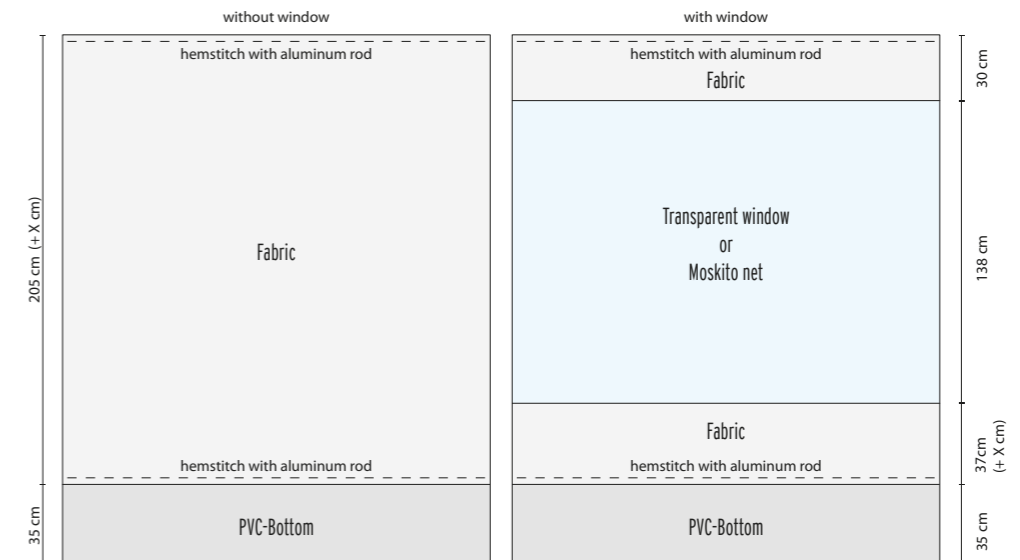 without window
hemstitch with aluminum rod
Fabric
hemstitch with aluminum rod
PVC-Bottom
205 cm (+ X cm)
35 cm
with window
hemstitch with aluminum rod
Fabric
Transparent window
or
Moskito net
Fabric
hemstitch with aluminum rod
PVC-Bottom
30 cm
138 cm
37cm
(+ X cm)
35 cm